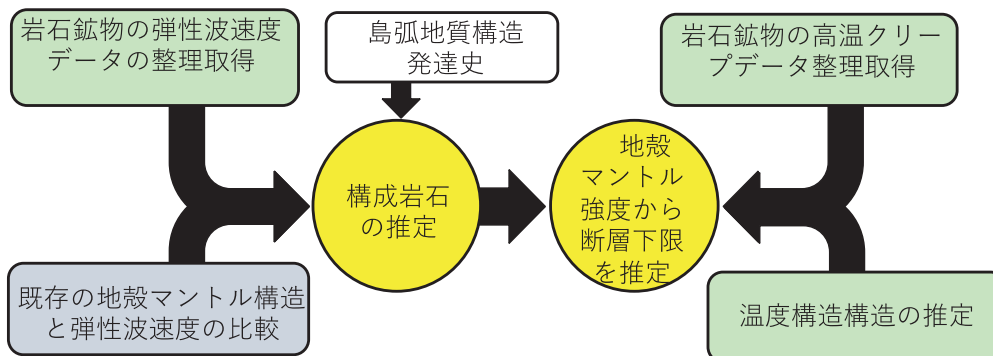 岩石鉱物の弾性波速度
データの整理取得
島弧地質構造
発達史
岩石鉱物の高温クリー
プデータ整理取得
構成岩石
の推定
地殻
マントル
強度から
断層下限
を推定
既存の地殻マントル構造
と弾性波速度の比較
温度構造構造の推定